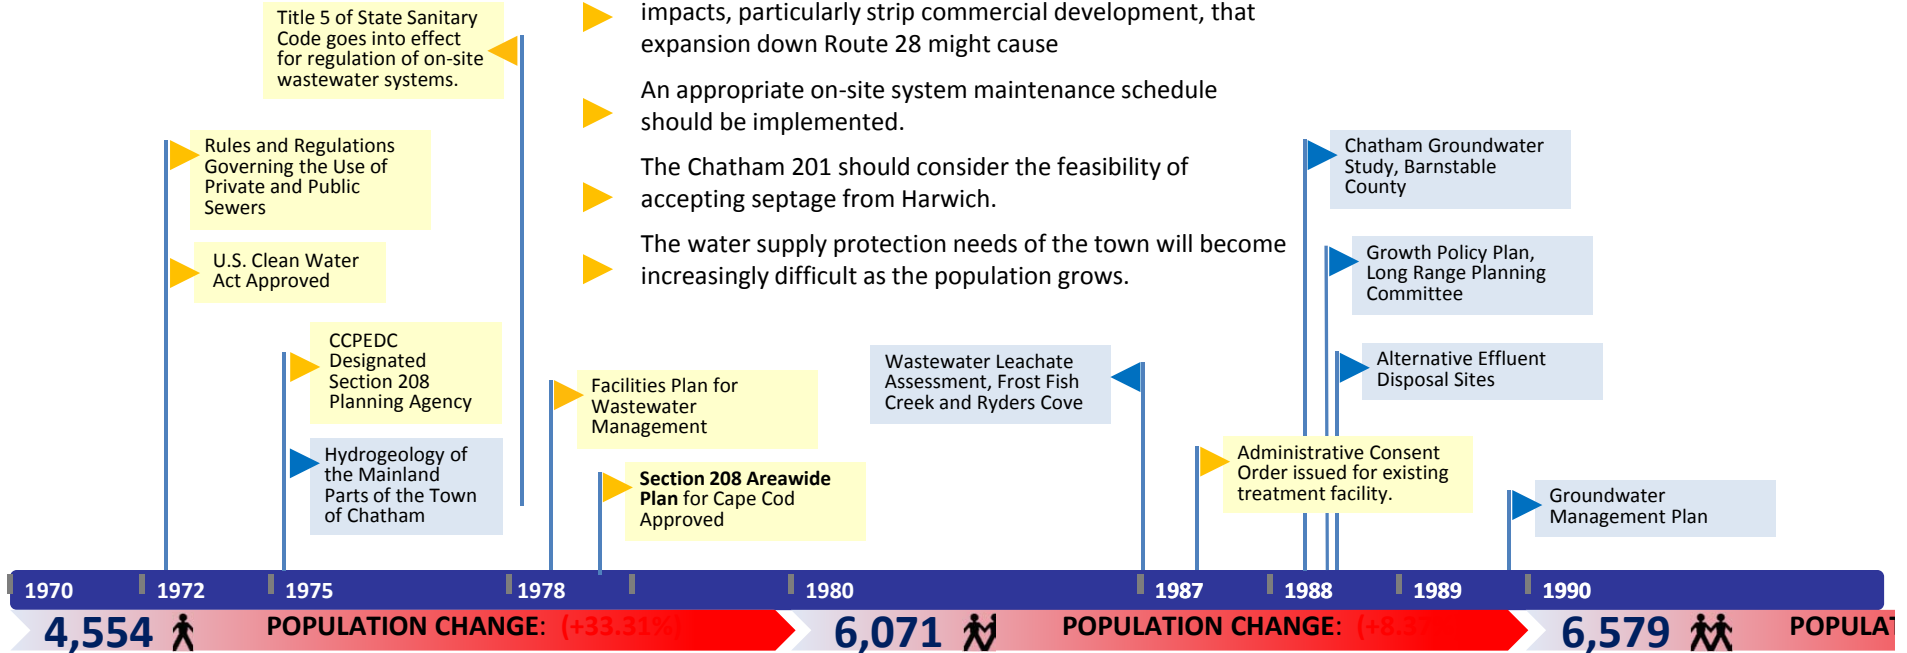 Title 5 of State Sanitary
Code goes into effect
for regulation of on-site
wastewater systems.
impacts, particularly strip commercial development, that
expansion down Route 28 might cause
An appropriate on-site system maintenance schedule
should be implemented.
The Chatham 201 should consider the feasibility of
accepting septage from Harwich.
The water supply protection needs of the town will become
increasingly difficult as the population grows.
Rules and Regulations
Governing the Use of
Private and Public
Sewers
U.S. Clean Water
Act Approved
CCPEDC
Designated
Section 208
Planning Agency
Hydrogeology of
the Mainland
Parts of the Town
of Chatham
Facilities Plan for
Wastewater
Management
Section 208 Areawide
Plan for Cape Cod
Approved
Wastewater Leachate
Assessment, Frost Fish
Creek and Ryders Cove
Administrative Consent
Order issued for existing
treatment facility.
Chatham Groundwater
Study, Barnstable
County
Growth Policy Plan,
Long Range Planning
Committee
Alternative Effluent
Disposal Sites
Groundwater
Management Plan
1970 1972 1975 1978 1980 1987 1988 1989 1990
4,554 POPULATION CHANGE: (+33.31%) 6,071 POPULATION CHANGE: (+8.37 6,579 POPULAT